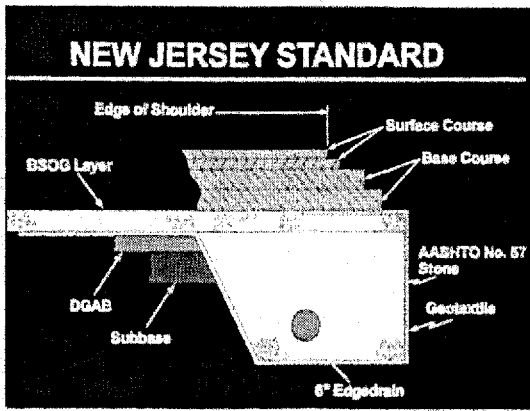 NEW JERSEY STANDARD
Edge of Shoulder
Surface Course
BSOG Layer
Base Course
AASHTO No. 57
Stone
DGAB
Geotextile
Subbase
6" Edgedrain